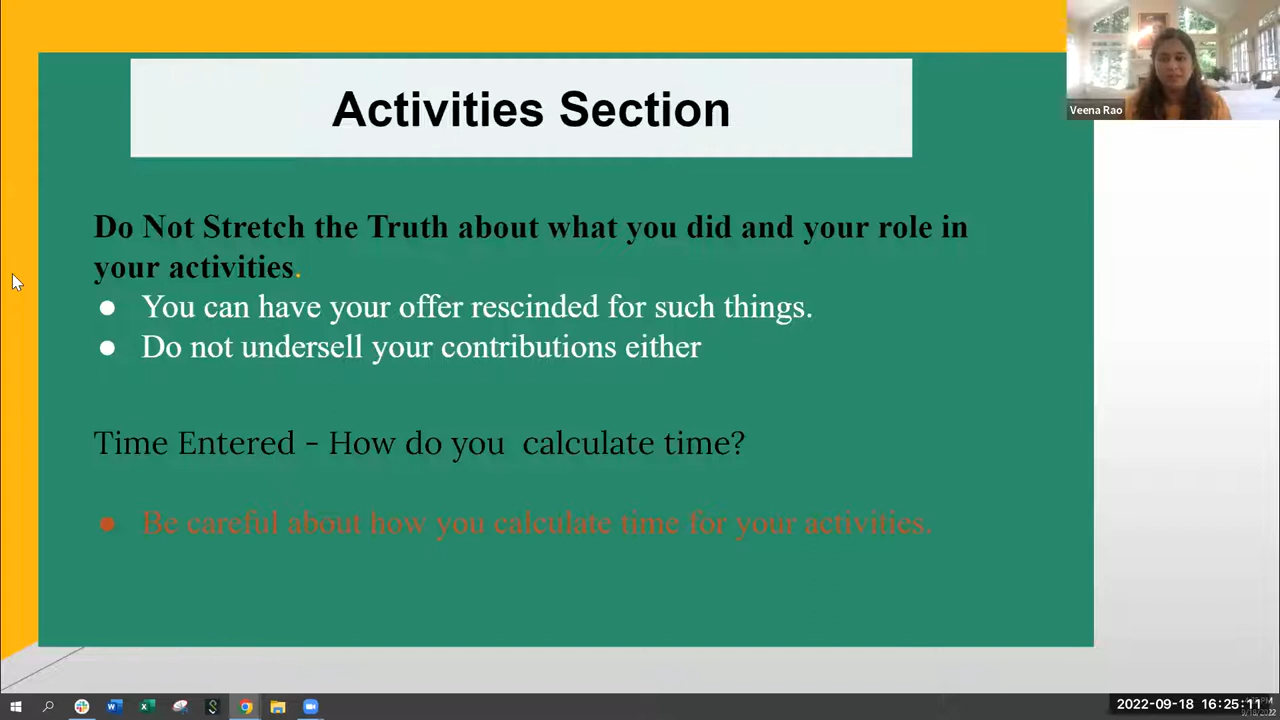 Activities Section
Veena Rao
Do Not Stretch the Truth about what you did and your role in
your activities.
● You can have your offer rescinded for such things.
● Do not undersell your contributions either
Time Entered - How do you calculate time?
● Be careful about how you calculate time for your activities.
2022-09-18 16:25:11